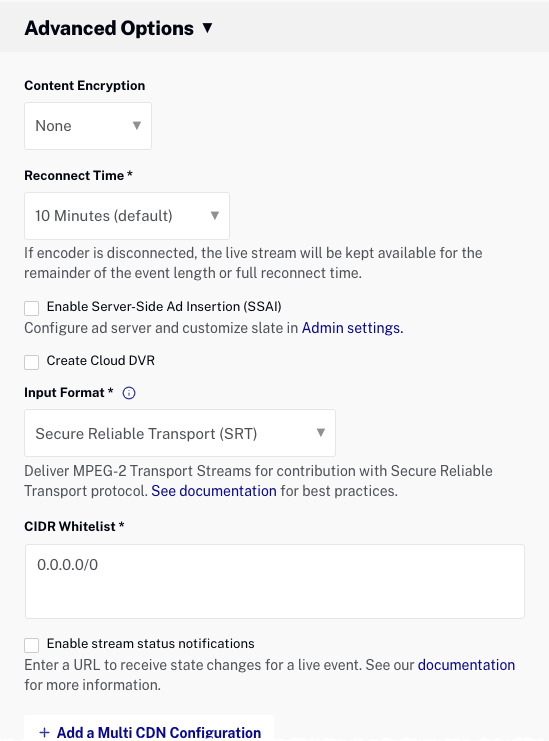 Advanced Options ▼
Content Encryption
None ▼
Reconnect Time *
10 Minutes (default) ▼
If encoder is disconnected, the live stream will be kept available for the
remainder of the event length or full reconnect time.
Enable Server-Side Ad Insertion (SSAI)
Configure ad server and customize slate in Admin settings.
Create Cloud DVR
Input Format *
Secure Reliable Transport (SRT) ▼
Deliver MPEG-2 Transport Streams for contribution with Secure Reliable
Transport protocol. See documentation for best practices.
CIDR Whitelist *
0.0.0.0/0
Enable stream status notifications
Enter a URL to receive state changes for a live event. See our documentation
for more information.
+ Add a Multi CDN Configuration